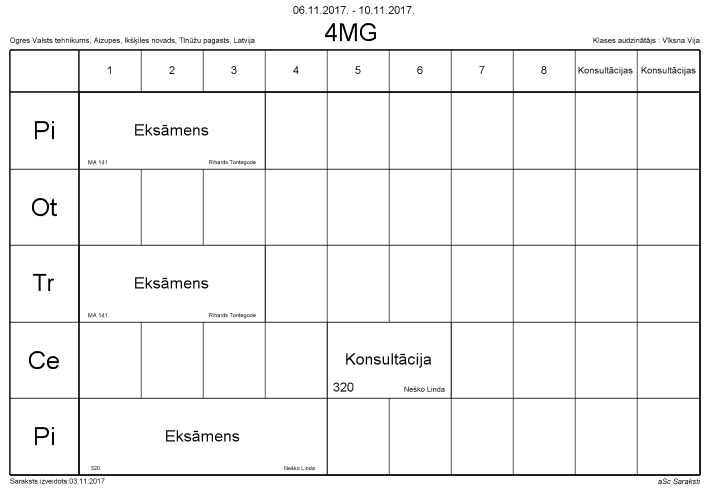 06.11.2017. - 10.11.2017.
Ogres Valsts tehnikums, Aizupes, Ikšķiles novads, Tīnūžu pagasts, Latvija
4MG
Klases audzinātājs : Vīksna Vija
1 2 3 4 5 6 7 8 Konsultācijas Konsultācijas
Pi
Eksāmens
MA 141 Rihards Tontegode
Ot
Tr
Eksāmens
MA 141 Rihards Tontegode
Ce
Konsultācija
320 Neško Linda
Pi
Eksāmens
320 Neško Linda
Saraksts izveidots:03.11.2017
aSc Saraksti